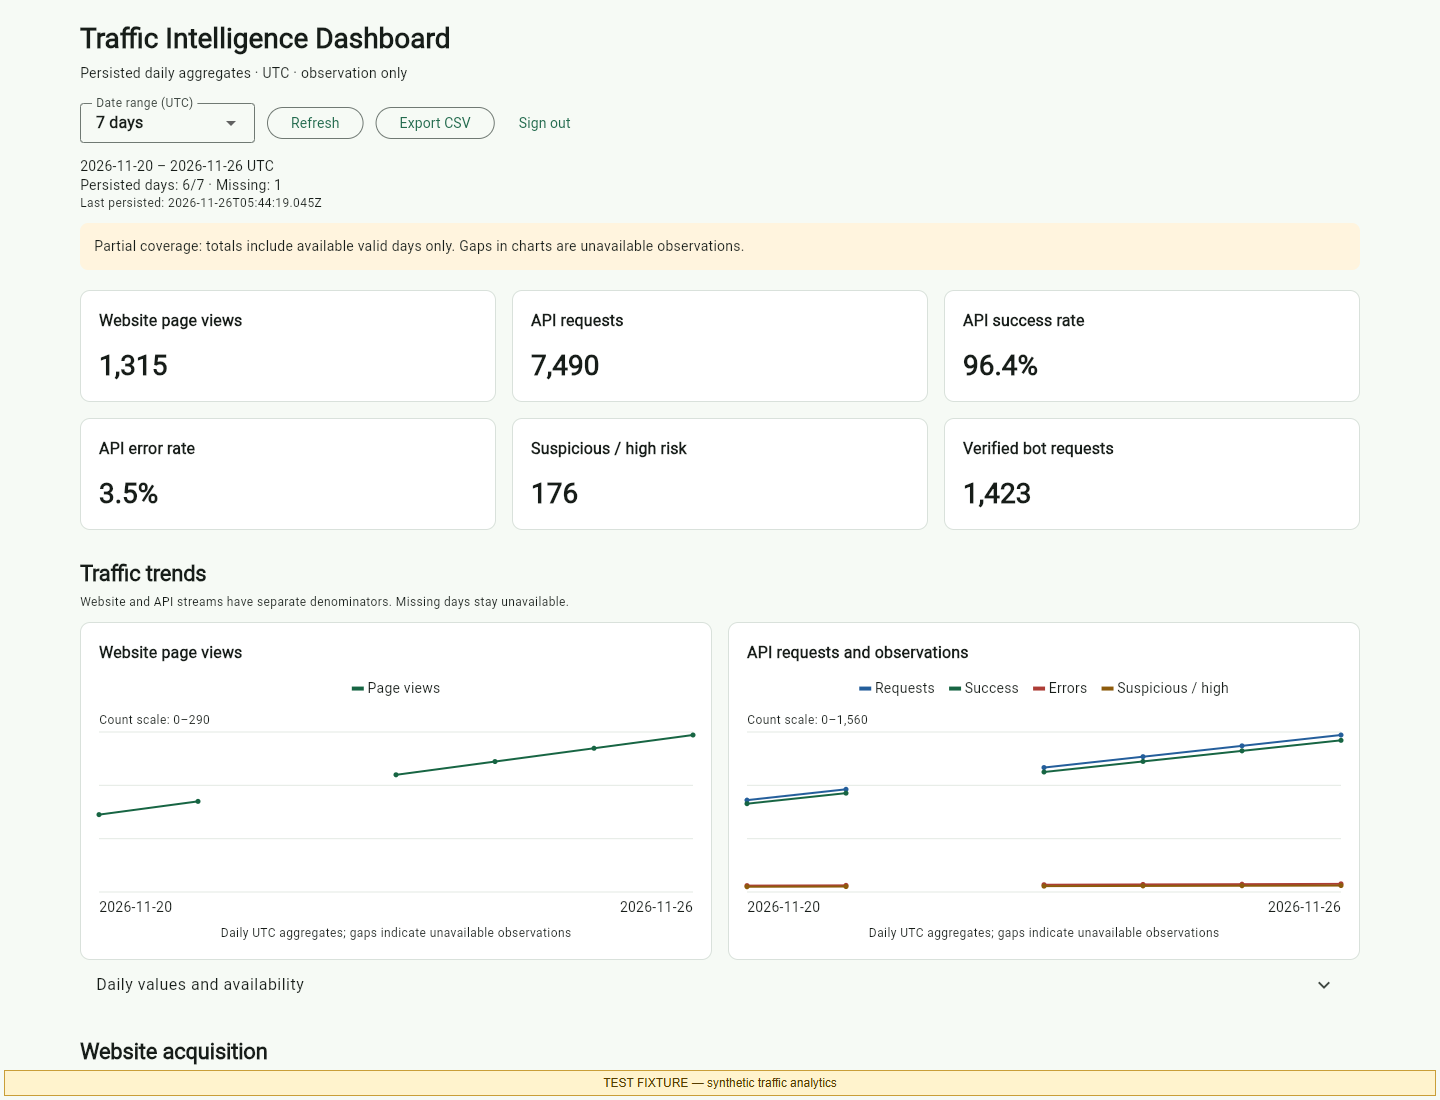 Traffic Intelligence Dashboard
Persisted daily aggregates · UTC · observation only
Date range (UTC)
7 days
Refresh
Export CSV
Sign out
2026-11-20 – 2026-11-26 UTC
Persisted days: 6/7 · Missing: 1
Last persisted: 2026-11-26T05:44:19.045Z
Partial coverage: totals include available valid days only. Gaps in charts are unavailable observations.
Website page views
1,315
API requests
7,490
API success rate
96.4%
API error rate
3.5%
Suspicious / high risk
176
Verified bot requests
1,423
Traffic trends
Website and API streams have separate denominators. Missing days stay unavailable.
Website page views
Page views
Count scale: 0–290
2026-11-20
2026-11-26
Daily UTC aggregates; gaps indicate unavailable observations
API requests and observations
Requests
Success
Errors
Suspicious / high
Count scale: 0–1,560
2026-11-20
2026-11-26
Daily UTC aggregates; gaps indicate unavailable observations
Daily values and availability
Website acquisition
TEST FIXTURE — synthetic traffic analytics